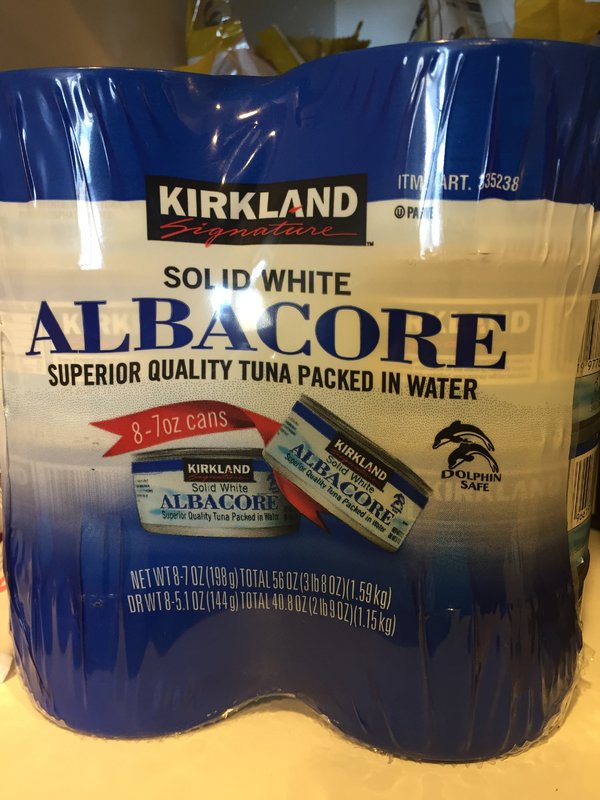 ITM ART. 235238
KIRKLAND
Signature
SOLID WHITE
ALBACORE
SUPERIOR QUALITY TUNA PACKED IN WATER
8-7oz cans
KIRKLAND
Solid White
ALBACORE
Superior Quality Tuna Packed in Water
KIRKLAND
Solid White
ALBACORE
Superior Quality Tuna Packed in Water
DOLPHIN
SAFE
NET WT 8-7 OZ (198 g) TOTAL 56 OZ (3 lb 8 OZ) (1.59 kg)
DR WT 8-5.1 OZ (144 g) TOTAL 40.8 OZ (2 lb 9 OZ) (1.15 kg)